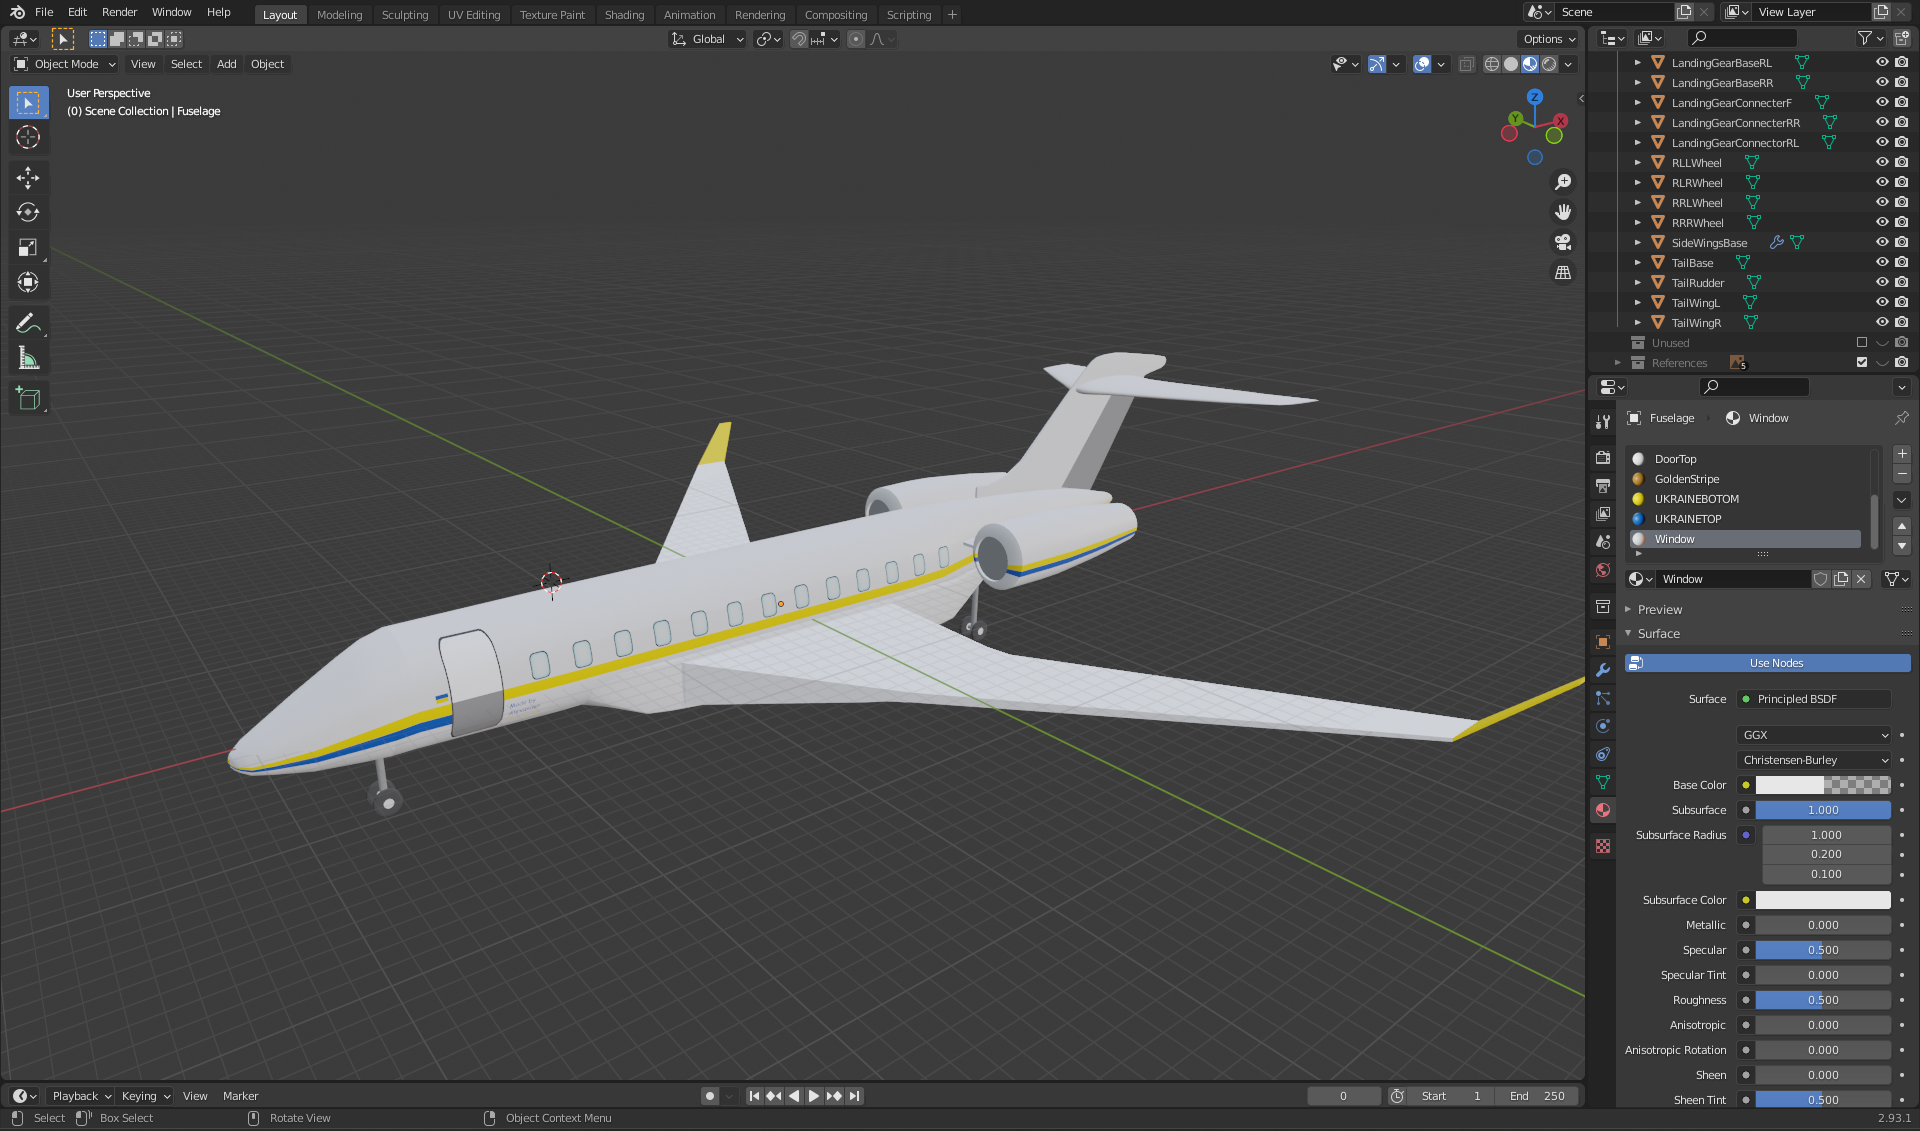 File Edit Render Window Help
Layout Modeling Sculpting UV Editing Texture Paint Shading Animation Rendering Compositing Scripting +
Scene
View Layer
Global
Options
Object Mode View Select Add Object
User Perspective
(0) Scene Collection | Fuselage
Z
Y
X
Made by
LandingGearBaseRL
LandingGearBaseRR
LandingGearConnecterF
LandingGearConnecterRR
LandingGearConnectorRL
RLLWheel
RLRWheel
RRLWheel
RRRWheel
SideWingsBase
TailBase
TailRudder
TailWingL
TailWingR
Unused
References 5
Fuselage Window
DoorTop
GoldenStripe
UKRAINEBOTOM
UKRAINETOP
Window
Window
Preview
Surface
Use Nodes
Surface Principled BSDF
GGX
Christensen-Burley
Base Color
Subsurface 1.000
Subsurface Radius 1.000
0.200
0.100
Subsurface Color
Metallic 0.000
Specular 0.500
Specular Tint 0.000
Roughness 0.500
Anisotropic 0.000
Anisotropic Rotation 0.000
Sheen 0.000
Sheen Tint 0.500
Playback Keying View Marker
0
Start 1
End 250
Select Box Select Rotate View Object Context Menu
2.93.1